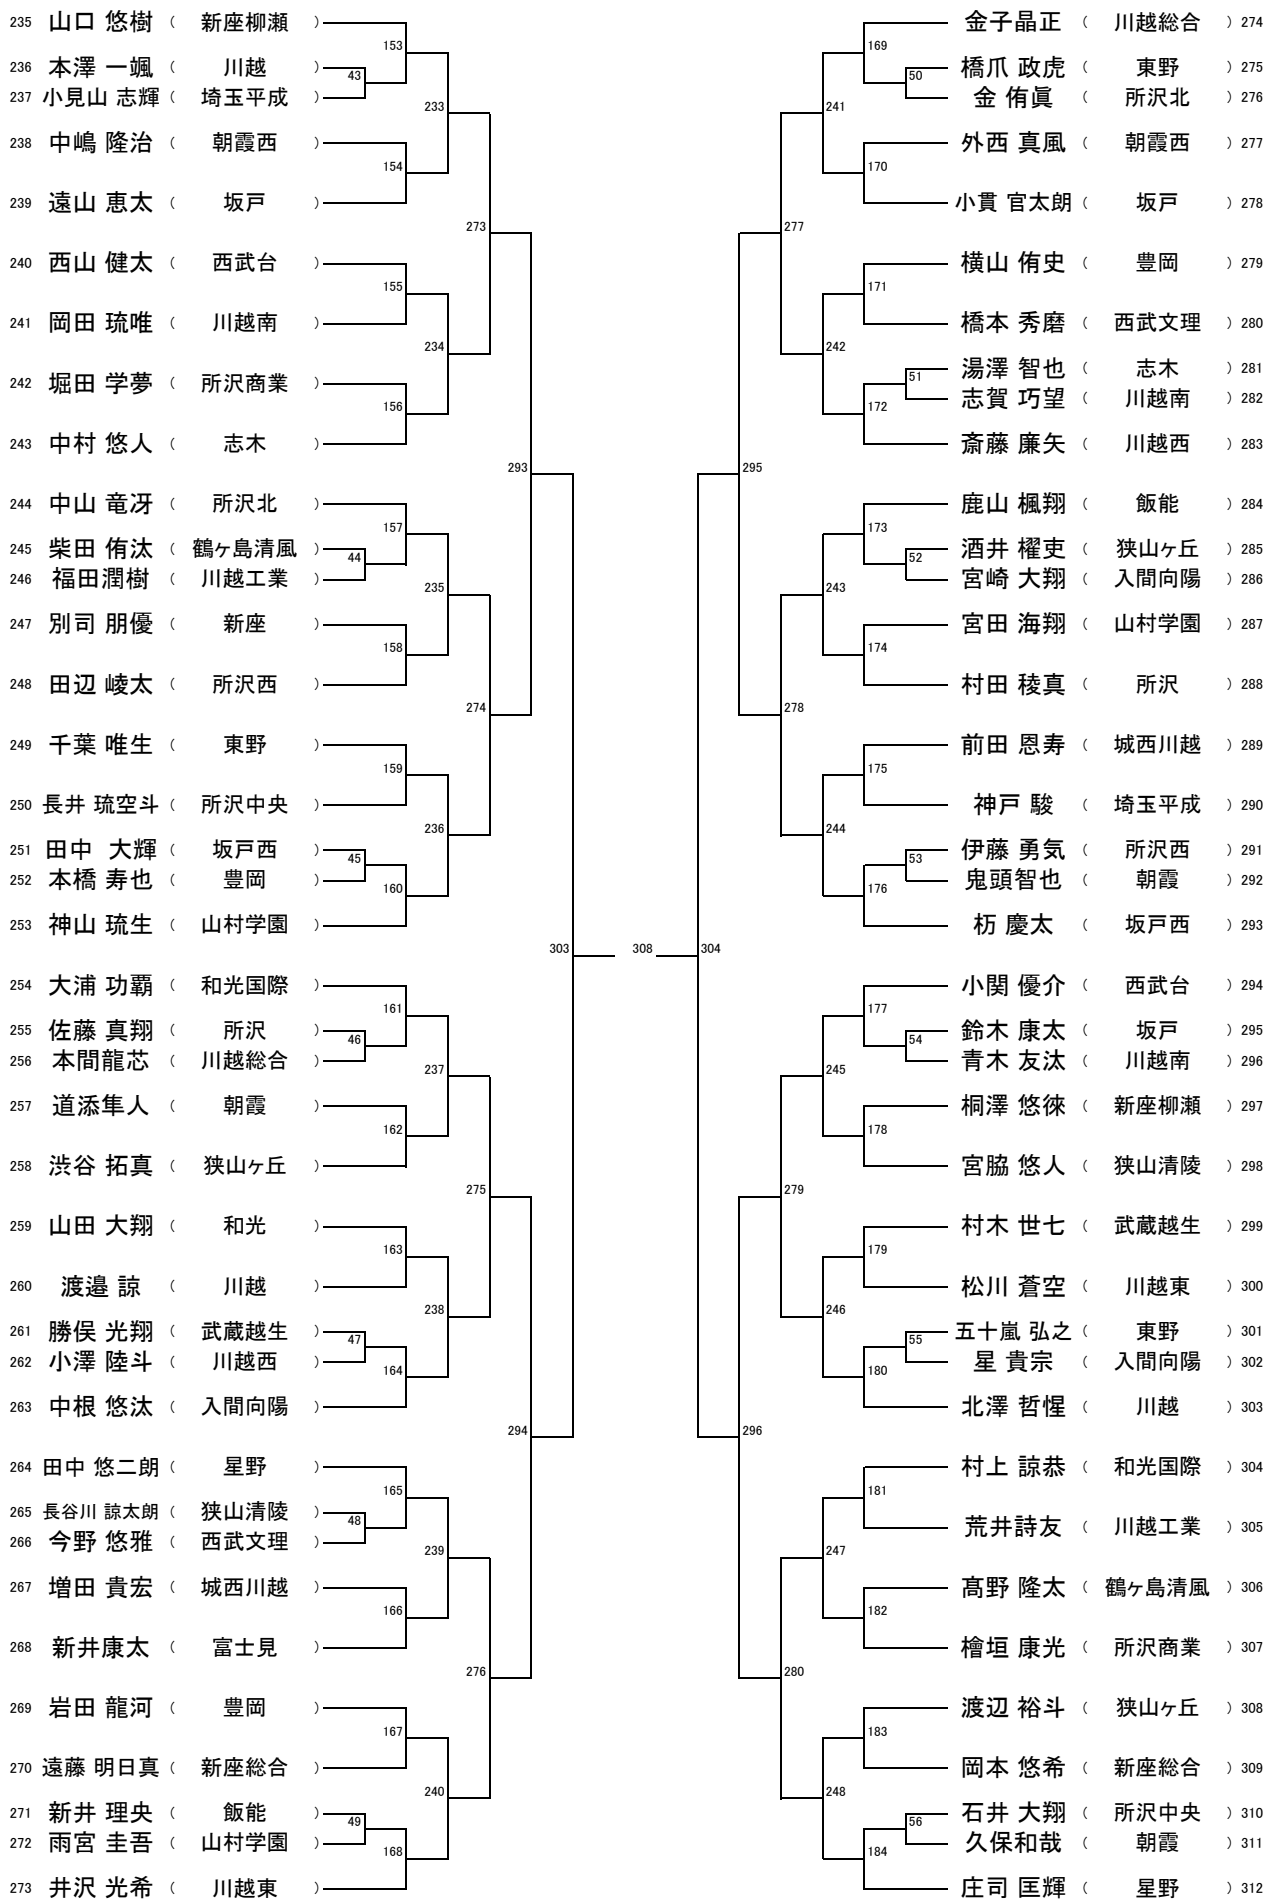 235 山口 悠樹 （ 新座柳瀬 ）
153
236 本澤 一颯 （ 川越 ）
43
237 小見山 志輝 （ 埼玉平成 ）
233
238 中嶋 隆治 （ 朝霞西 ）
154
239 遠山 恵太 （ 坂戸 ）
273
240 西山 健太 （ 西武台 ）
155
241 岡田 琉唯 （ 川越南 ）
234
242 堀田 学夢 （ 所沢商業 ）
156
243 中村 悠人 （ 志木 ）
293
244 中山 竜冴 （ 所沢北 ）
157
245 柴田 侑汰 （ 鶴ヶ島清風 ）
44
246 福田潤樹 （ 川越工業 ）
235
247 別司 朋優 （ 新座 ）
158
248 田辺 崚太 （ 所沢西 ）
274
249 千葉 唯生 （ 東野 ）
159
250 長井 琉空斗 （ 所沢中央 ）
236
251 田中 大輝 （ 坂戸西 ）
45
252 本橋 寿也 （ 豊岡 ）
160
253 神山 琉生 （ 山村学園 ）
303
254 大浦 功覇 （ 和光国際 ）
161
255 佐藤 真翔 （ 所沢 ）
46
256 本間龍芯 （ 川越総合 ）
237
257 道添隼人 （ 朝霞 ）
162
258 渋谷 拓真 （ 狭山ヶ丘 ）
275
259 山田 大翔 （ 和光 ）
163
260 渡邉 諒 （ 川越 ）
238
261 勝俣 光翔 （ 武蔵越生 ）
47
262 小澤 陸斗 （ 川越西 ）
164
263 中根 悠汰 （ 入間向陽 ）
294
264 田中 悠二朗 （ 星野 ）
165
265 長谷川 諒太朗 （ 狭山清陵 ）
48
266 今野 悠雅 （ 西武文理 ）
239
267 増田 貴宏 （ 城西川越 ）
166
268 新井康太 （ 富士見 ）
276
269 岩田 龍河 （ 豊岡 ）
167
270 遠藤 明日真 （ 新座総合 ）
240
271 新井 理央 （ 飯能 ）
49
272 雨宮 圭吾 （ 山村学園 ）
168
273 井沢 光希 （ 川越東 ）
308
金子晶正 （ 川越総合 ） 274
169
橋爪 政虎 （ 東野 ） 275
50
金 侑眞 （ 所沢北 ） 276
241
外西 真風 （ 朝霞西 ） 277
170
小貫 官太朗 （ 坂戸 ） 278
277
横山 侑史 （ 豊岡 ） 279
171
橋本 秀磨 （ 西武文理 ） 280
242
湯澤 智也 （ 志木 ） 281
51
志賀 巧望 （ 川越南 ） 282
172
斎藤 廉矢 （ 川越西 ） 283
295
鹿山 楓翔 （ 飯能 ） 284
173
酒井 櫂吏 （ 狭山ヶ丘 ） 285
52
宮崎 大翔 （ 入間向陽 ） 286
243
宮田 海翔 （ 山村学園 ） 287
174
村田 稜真 （ 所沢 ） 288
278
前田 恩寿 （ 城西川越 ） 289
175
神戸 駿 （ 埼玉平成 ） 290
244
伊藤 勇気 （ 所沢西 ） 291
53
鬼頭智也 （ 朝霞 ） 292
176
杤 慶太 （ 坂戸西 ） 293
304
小関 優介 （ 西武台 ） 294
177
鈴木 康太 （ 坂戸 ） 295
54
青木 友汰 （ 川越南 ） 296
245
桐澤 悠徠 （ 新座柳瀬 ） 297
178
宮脇 悠人 （ 狭山清陵 ） 298
279
村木 世七 （ 武蔵越生 ） 299
179
松川 蒼空 （ 川越東 ） 300
246
五十嵐 弘之 （ 東野 ） 301
55
星 貴宗 （ 入間向陽 ） 302
180
北澤 哲惺 （ 川越 ） 303
296
村上 諒恭 （ 和光国際 ） 304
181
荒井詩友 （ 川越工業 ） 305
247
髙野 隆太 （ 鶴ヶ島清風 ） 306
182
檜垣 康光 （ 所沢商業 ） 307
280
渡辺 裕斗 （ 狭山ヶ丘 ） 308
183
岡本 悠希 （ 新座総合 ） 309
248
石井 大翔 （ 所沢中央 ） 310
56
久保和哉 （ 朝霞 ） 311
184
庄司 匡輝 （ 星野 ） 312